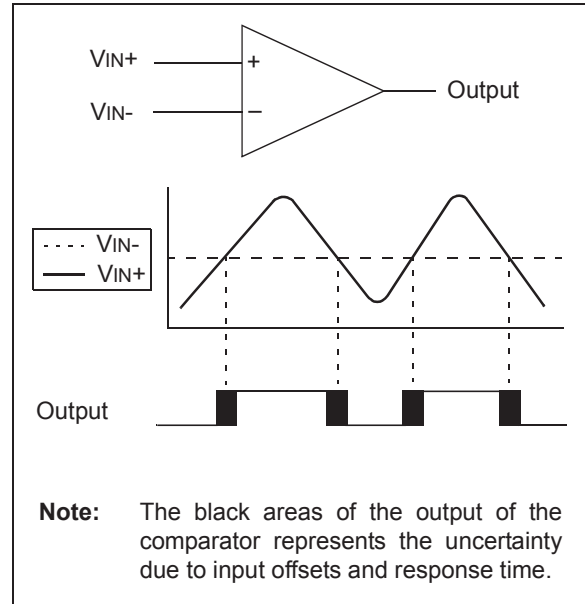 VIN+
+
Output
VIN-
–
VIN-
VIN+
Output
Note: The black areas of the output of the
comparator represents the uncertainty
due to input offsets and response time.